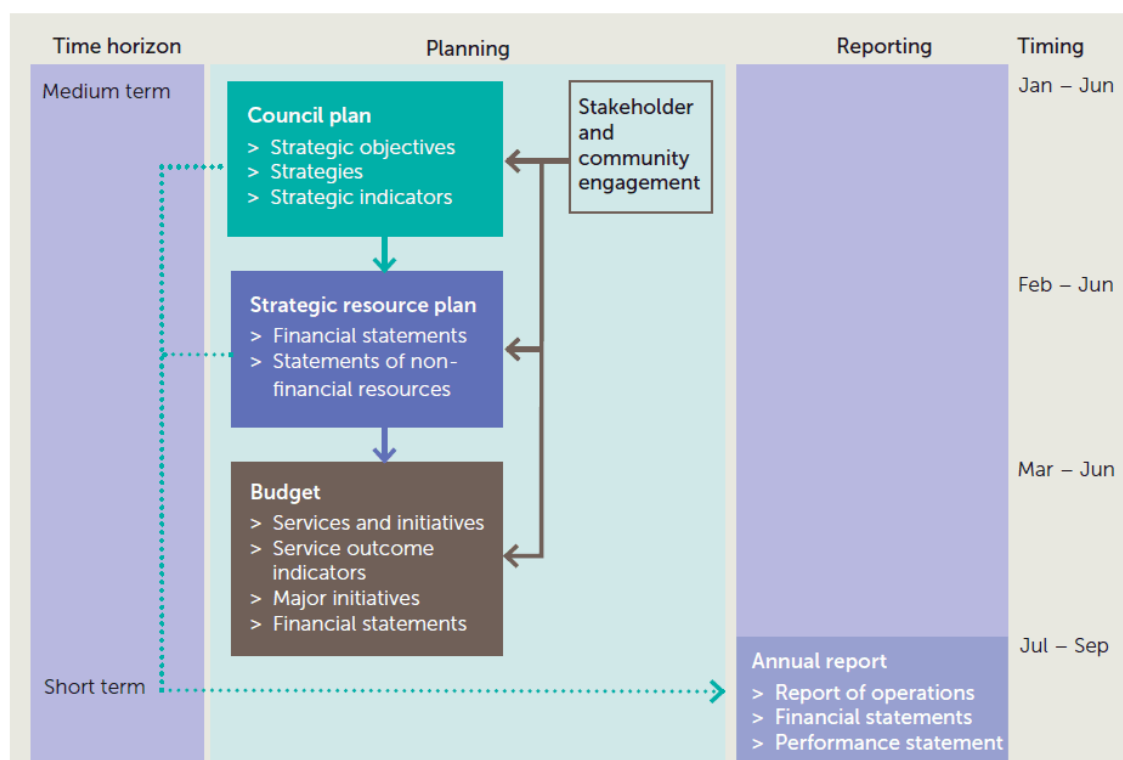 Time horizon
Planning
Reporting
Timing
Medium term
Jan – Jun
Council plan
> Strategic objectives
> Strategies
> Strategic indicators
Stakeholder
and
community
engagement
Feb – Jun
Strategic resource plan
> Financial statements
> Statements of non-
financial resources
Mar – Jun
Budget
> Services and initiatives
> Service outcome
indicators
> Major initiatives
> Financial statements
Jul – Sep
Short term
Annual report
> Report of operations
> Financial statements
> Performance statement